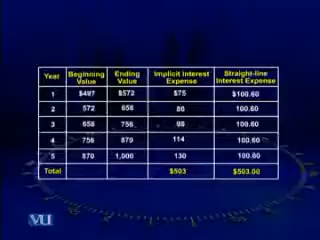 Year Beginning Value Ending Value Implicit Interest Expense Straight-line Interest Expense
1 $497 $572 $75 $100.60
2 572 658 86 100.60
3 658 756 98 100.60
4 756 870 114 100.60
5 870 1,000 130 100.60
Total $503 $503.00
VU